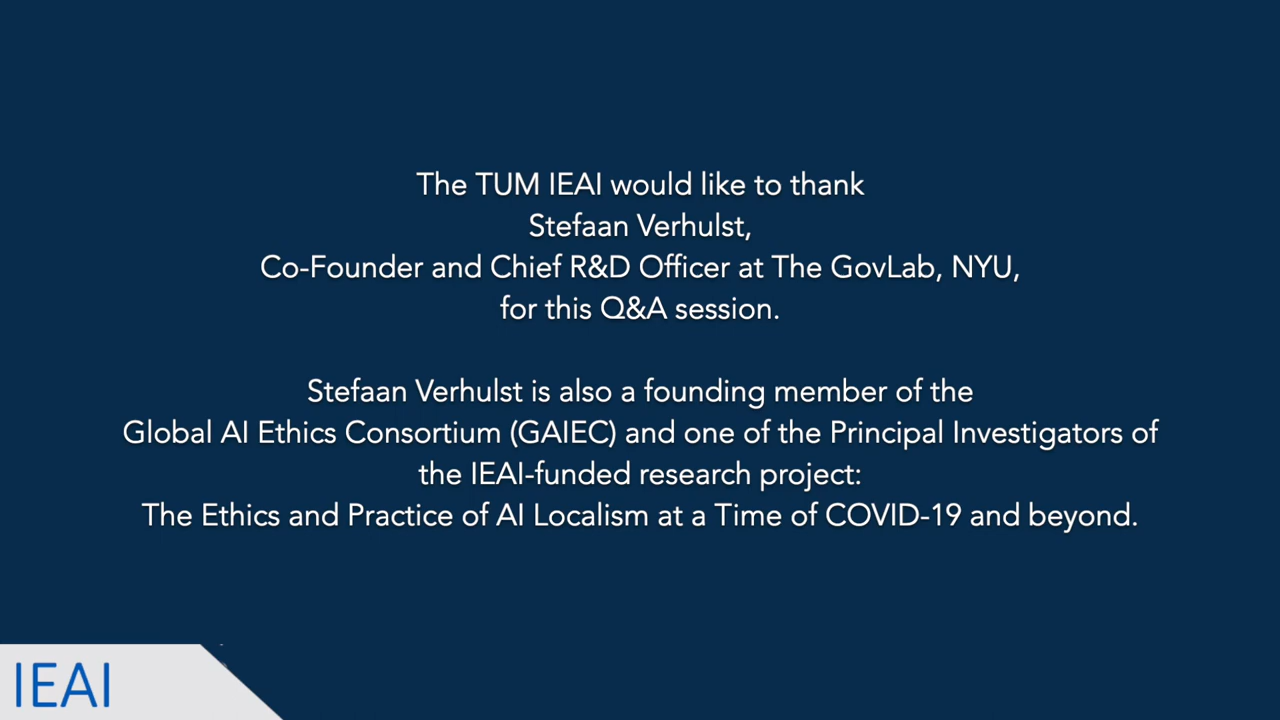 The TUM IEAI would like to thank
Stefaan Verhulst,
Co-Founder and Chief R&D Officer at The GovLab, NYU,
for this Q&A session.
Stefaan Verhulst is also a founding member of the
Global AI Ethics Consortium (GAIEC) and one of the Principal Investigators of
the IEAI-funded research project:
The Ethics and Practice of AI Localism at a Time of COVID-19 and beyond.
IEAI